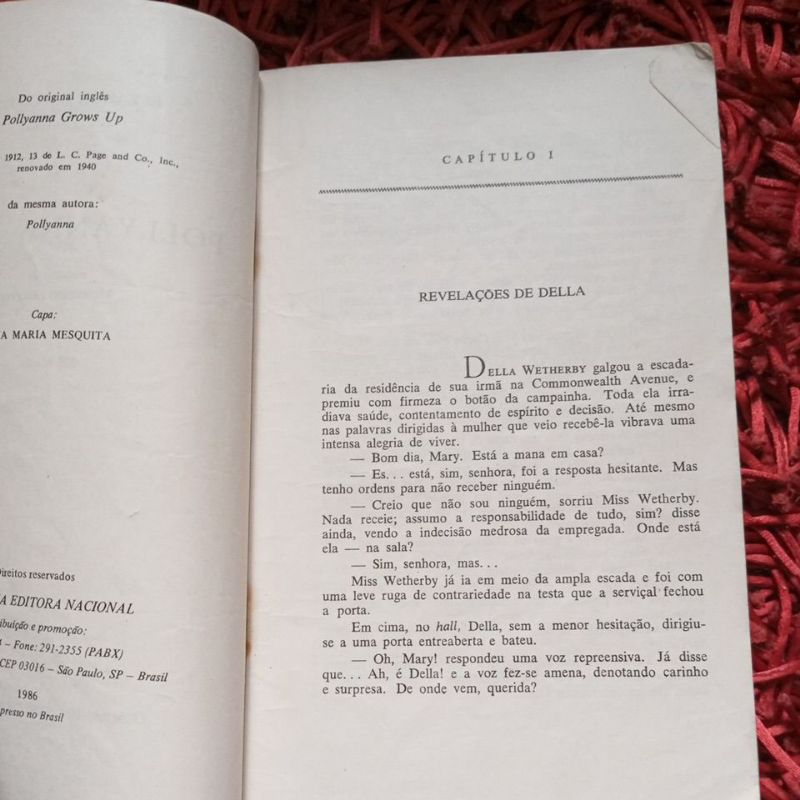 Do original inglês
Pollyanna Grows Up
1912, 13 de L. C. Page and Co., Inc.,
renovado em 1940
da mesma autora:
Pollyanna
Capa:
A MARIA MESQUITA
Direitos reservados
A EDITORA NACIONAL
ibuição e promoção:
– Fone: 291-2355 (PABX)
CEP 03016 – São Paulo, SP – Brasil
1986
presso no Brasil
CAPÍTULO I
REVELAÇÕES DE DELLA
DELLA WETHERBY galgou a escada-
ria da residência de sua irmã na Commonwealth Avenue, e
premiu com firmeza o botão da campainha. Toda ela irra-
diava saúde, contentamento de espírito e decisão. Até mesmo
nas palavras dirigidas à mulher que veio recebê-la vibrava uma
intensa alegria de viver.
— Bom dia, Mary. Está a mana em casa?
— Es... está, sim, senhora, foi a resposta hesitante. Mas
tenho ordens para não receber ninguém.
— Creio que não sou ninguém, sorriu Miss Wetherby.
Nada receie; assumo a responsabilidade de tudo, sim? disse
ainda, vendo a indecisão medrosa da empregada. Onde está
ela — na sala?
— Sim, senhora, mas...
Miss Wetherby já ia em meio da ampla escada e foi com
uma leve ruga de contrariedade na testa que a serviçal fechou
a porta.
Em cima, no hall, Della, sem a menor hesitação, dirigiu-
se a uma porta entreaberta e bateu.
— Oh, Mary! respondeu uma voz repreensiva. Já disse
que... Ah, é Della! e a voz fez-se amena, denotando carinho
e surpresa. De onde vem, querida?